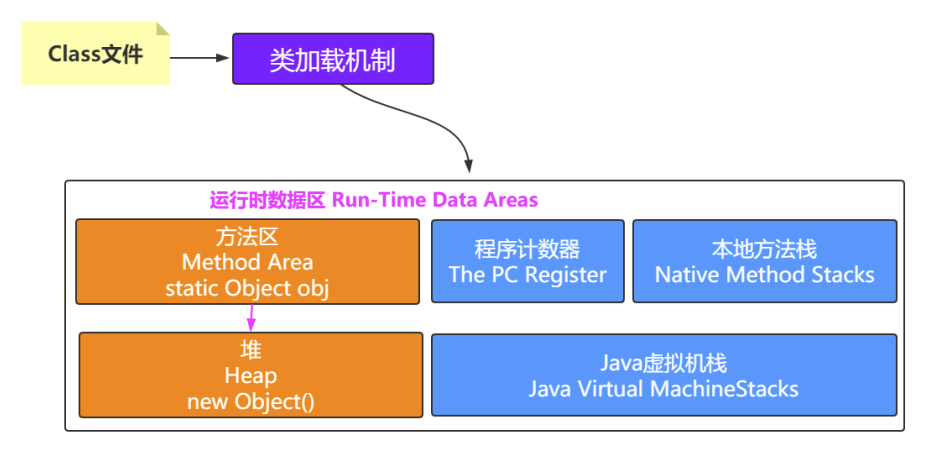 Class文件
类加载机制
运行时数据区 Run-Time Data Areas
方法区
Method Area
static Object obj
程序计数器
The PC Register
本地方法栈
Native Method Stacks
堆
Heap
new Object()
Java虚拟机栈
Java Virtual MachineStacks